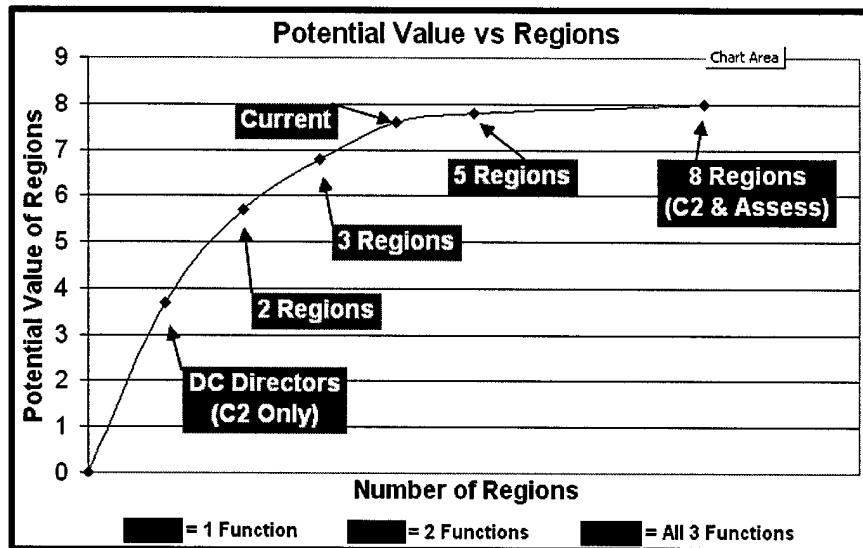 Potential Value vs Regions
Chart Area
9
8
7
6
5
4
3
2
1
0
Potential Value of Regions
Current
5 Regions
8 Regions
(C2 & Assess)
3 Regions
2 Regions
DC Directors
(C2 Only)
Number of Regions
= 1 Function
= 2 Functions
= All 3 Functions